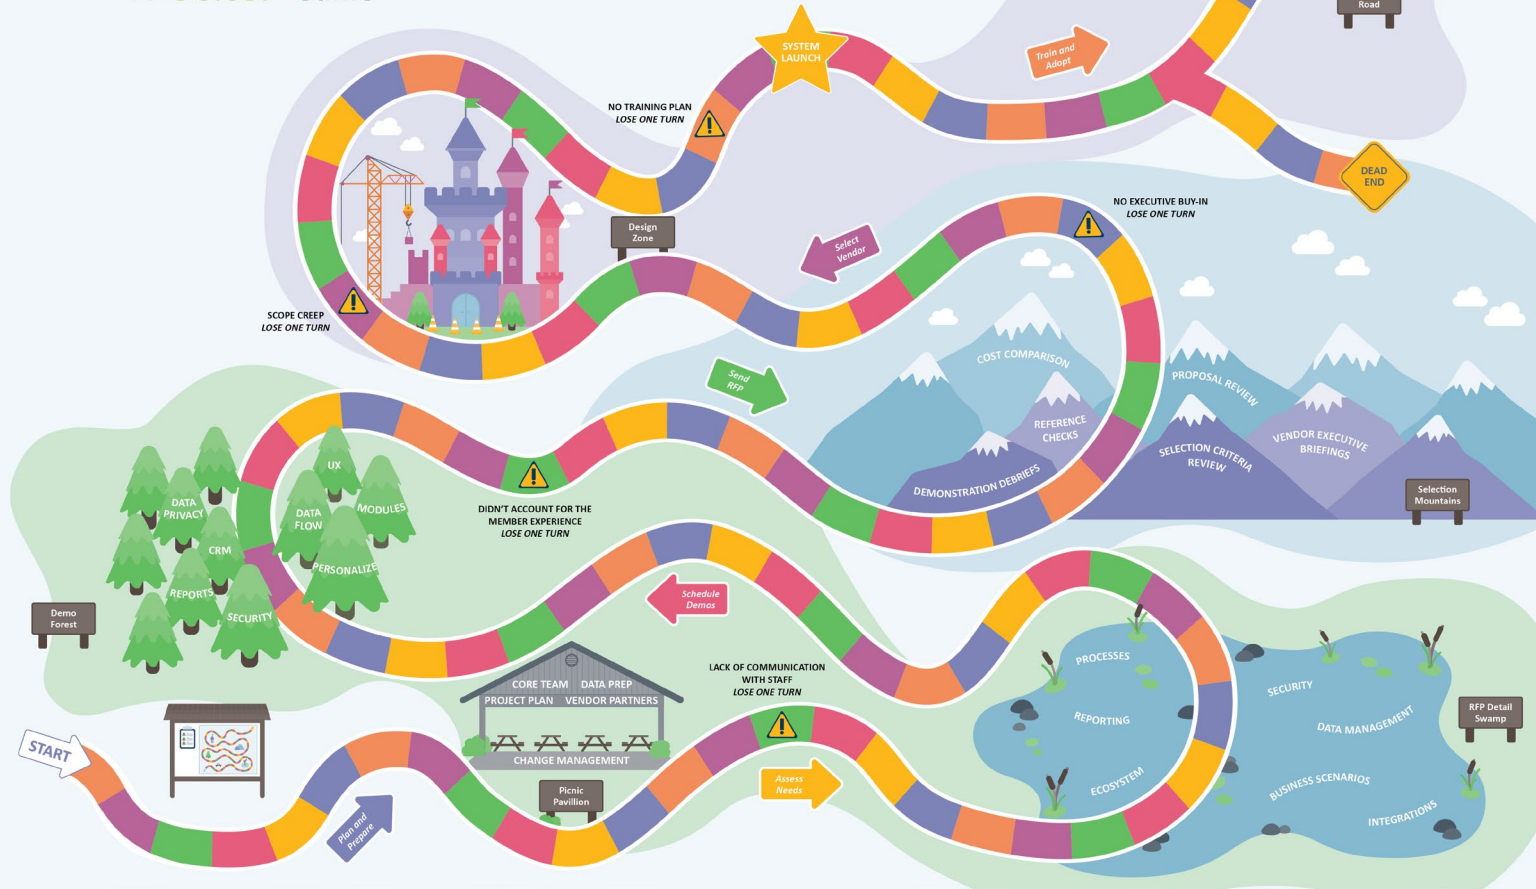 Road
SYSTEM
LAUNCH
Train and
Adapt
NO TRAINING PLAN
LOSE ONE TURN
DEAD
END
Design
Zone
Select
Vendor
NO EXECUTIVE BUY-IN
LOSE ONE TURN
SCOPE CREEP
LOSE ONE TURN
Send
RFP
COST COMPARISON
REFERENCE
CHECKS
DEMONSTRATION DEBRIEFS
PROPOSAL REVIEW
SELECTION CRITERIA
REVIEW
VENDOR EXECUTIVE
BRIEFINGS
Selection
Mountains
UX
DATA
PRIVACY
DATA
FLOW
MODULES
CRM
PERSONALIZE
REPORTS
SECURITY
Demo
Forest
DIDN'T ACCOUNT FOR THE
MEMBER EXPERIENCE
LOSE ONE TURN
Schedule
Demos
CORE TEAM DATA PREP
PROJECT PLAN VENDOR PARTNERS
CHANGE MANAGEMENT
LACK OF COMMUNICATION
WITH STAFF
LOSE ONE TURN
PROCESSES
REPORTING
ECOSYSTEM
SECURITY
DATA MANAGEMENT
BUSINESS SCENARIOS
INTEGRATIONS
RFP Detail
Swamp
START
Plan and
Prepare
Picnic
Pavillion
Assess
Needs